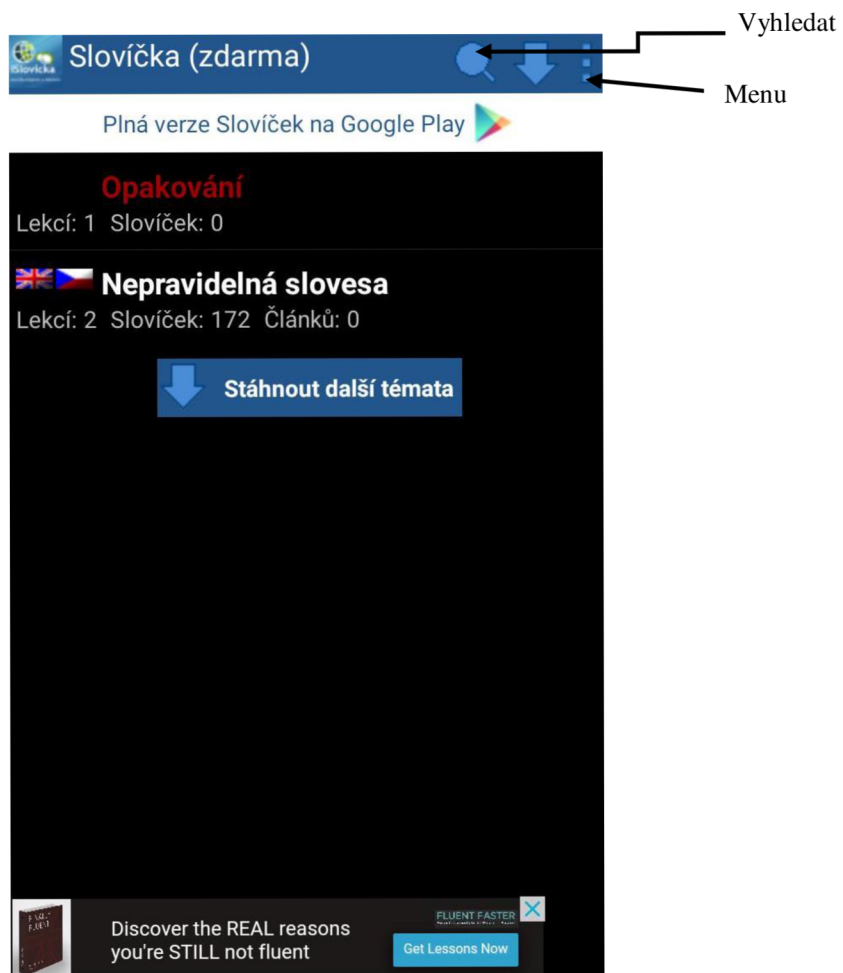 Vyhledat
Menu
iSlovicka
Slovíčka (zdarma)
Plná verze Slovíček na Google Play
Opakování
Lekcí: 1 Slovíček: 0
Nepravidelná slovesa
Lekcí: 2 Slovíček: 172 Článků: 0
Stáhnout další témata
Discover the REAL reasons
you're STILL not fluent
FLUENT FASTER
Get Lessons Now